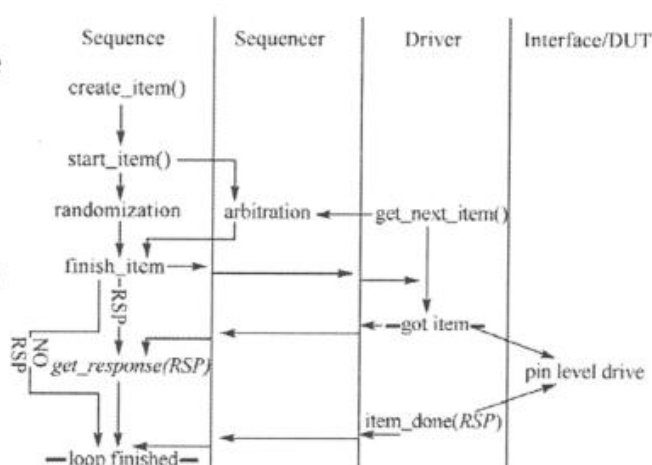 Sequence Sequencer Driver Interface/DUT
create_item()
start_item()
randomization arbitration get_next_item()
finish_item
RSP
got item
NO
RSP
get_response(RSP)
pin level drive
item_done(RSP)
loop finished